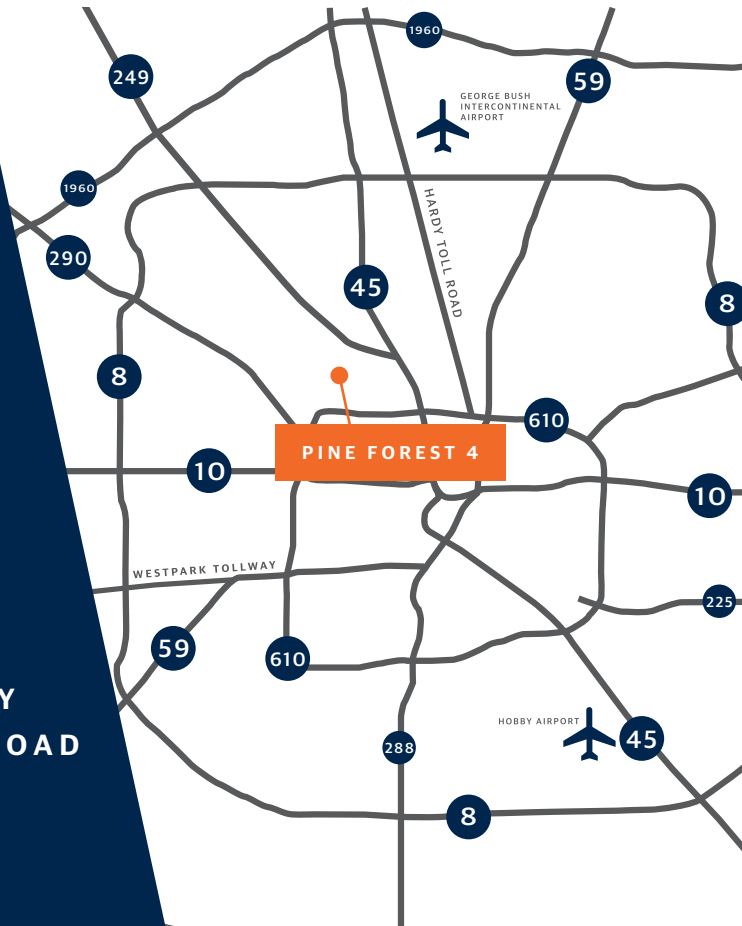 1960
249
59
GEORGE BUSH
INTERCONTINENTAL
AIRPORT
1960
HARDY TOLL ROAD
290
45
8
8
610
PINE FOREST 4
10
10
WESTPARK TOLLWAY
225
59
610
Y
OAD
HOBBY AIRPORT
45
288
8